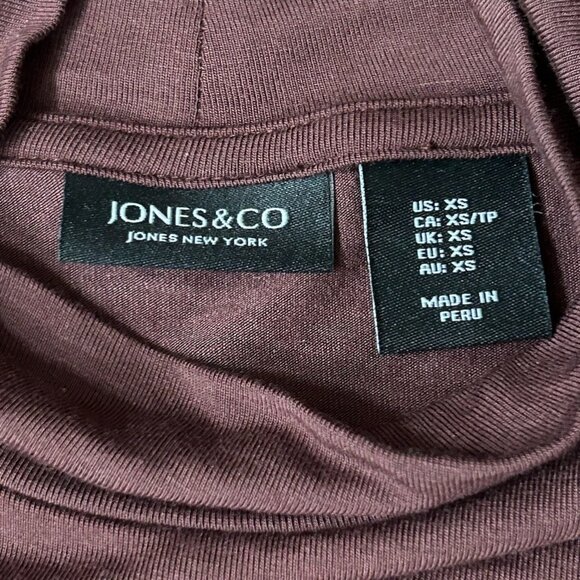 JONES&CO
JONES NEW YORK
US: XS
CA: XS/TP
UK: XS
EU: XS
AU: XS
MADE IN
PERU